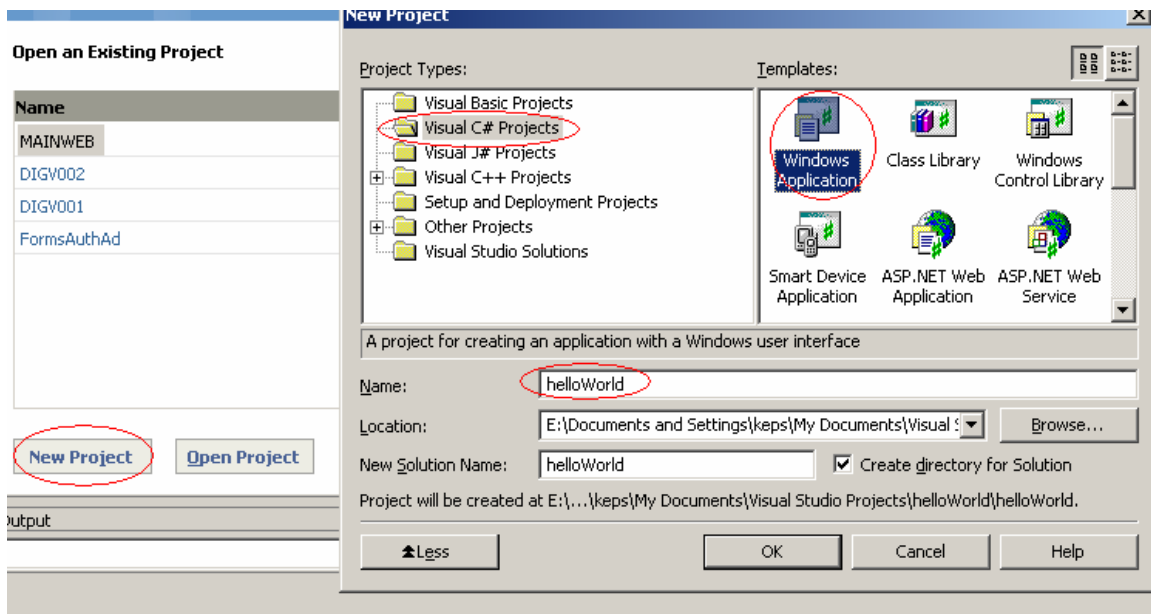 New Project
Open an Existing Project
Project Types:
Templates:
Name
MAINWEB
DIGV002
DIGV001
FormsAuthAd
New Project
Open Project
Output
Visual Basic Projects
Visual C# Projects
Visual J# Projects
Visual C++ Projects
Setup and Deployment Projects
Other Projects
Visual Studio Solutions
Windows Application
Class Library
Windows Control Library
Smart Device Application
ASP.NET Web Application
ASP.NET Web Service
A project for creating an application with a Windows user interface
Name:
helloWorld
Location:
E:\Documents and Settings\keps\My Documents\Visual S
Browse...
New Solution Name:
helloWorld
Create directory for Solution
Project will be created at E:\...\keps\My Documents\Visual Studio Projects\helloWorld\helloWorld.
Less
OK
Cancel
Help